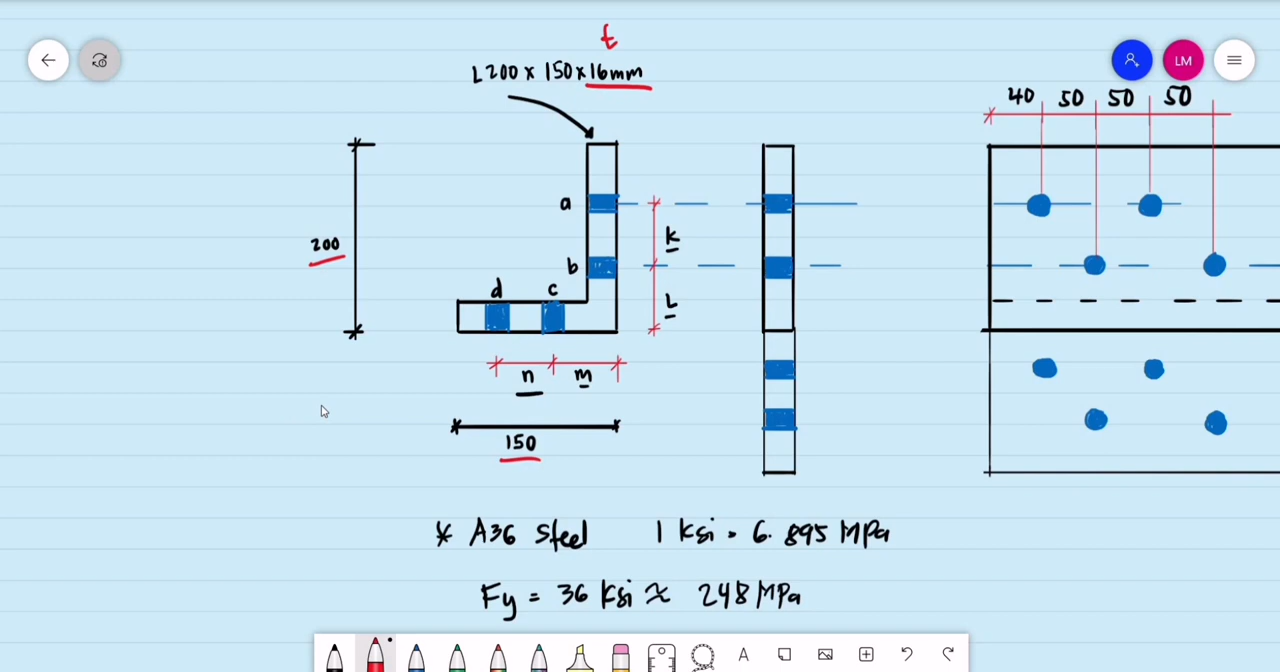 t
L200 x 150 x 16mm
LM
40 50 50 50
a
200
K
b
d c
L
n m
150
* A36 steel 1 ksi = 6.895 MPa
Fy = 36 ksi ≈ 248 MPa
A